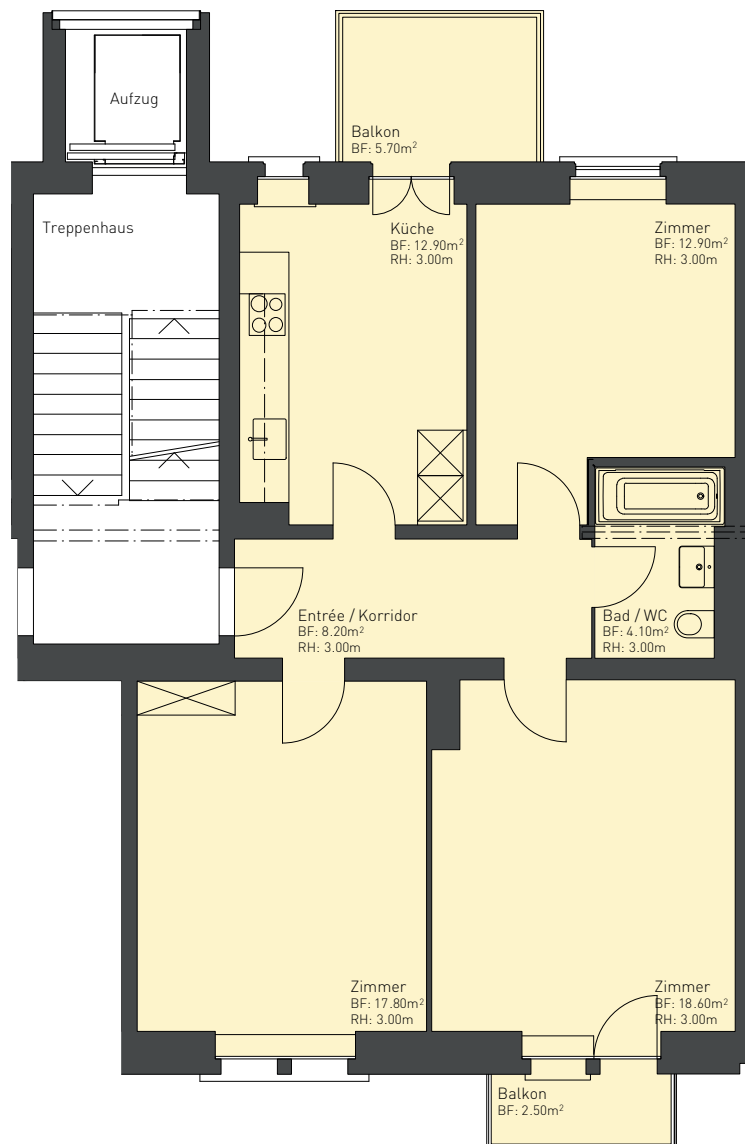 Aufzug
Balkon
BF: 5.70m²
Treppenhaus
Küche
BF: 12.90m²
RH: 3.00m
Zimmer
BF: 12.90m²
RH: 3.00m
Entrée / Korridor
BF: 8.20m²
RH: 3.00m
Bad / WC
BF: 4.10m²
RH: 3.00m
Zimmer
BF: 17.80m²
RH: 3.00m
Zimmer
BF: 18.60m²
RH: 3.00m
Balkon
BF: 2.50m²